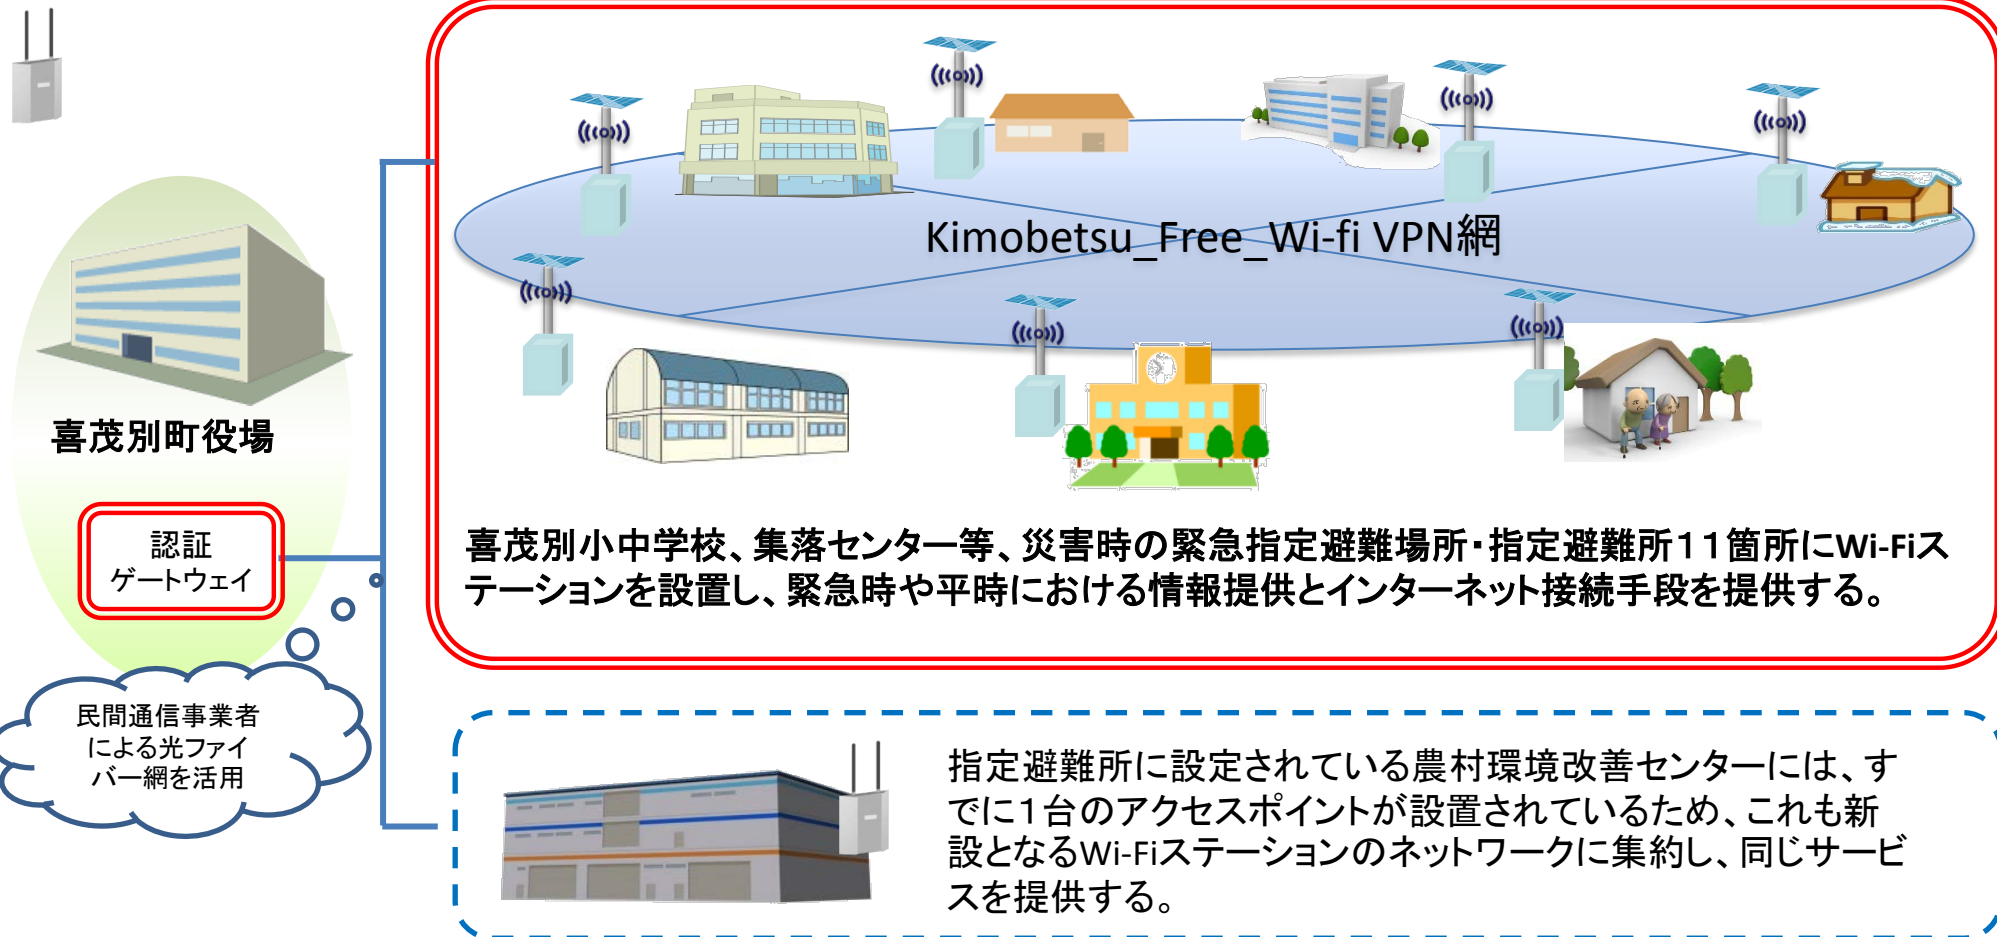 Kimobetsu_Free_Wi-fi VPN網
喜茂別町役場
認証
ゲートウェイ
喜茂別小中学校、集落センター等、災害時の緊急指定避難場所・指定避難所１１箇所にWi-Fiス
テーションを設置し、緊急時や平時における情報提供とインターネット接続手段を提供する。
民間通信事業者
による光ファイ
バー網を活用
指定避難所に設定されている農村環境改善センターには、す
でに１台のアクセスポイントが設置されているため、これも新
設となるWi-Fiステーションのネットワークに集約し、同じサービ
スを提供する。